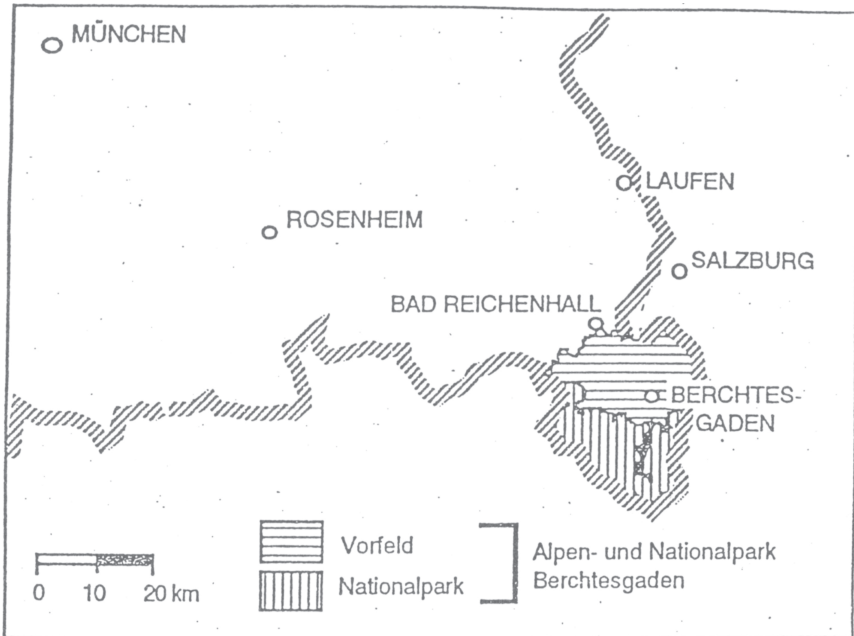 MÜNCHEN
LAUFEN
ROSENHEIM
SALZBURG
BAD REICHENHALL
BERCHTES-
GADEN
Vorfeld
Nationalpark
Alpen- und Nationalpark
Berchtesgaden
0 10 20 km